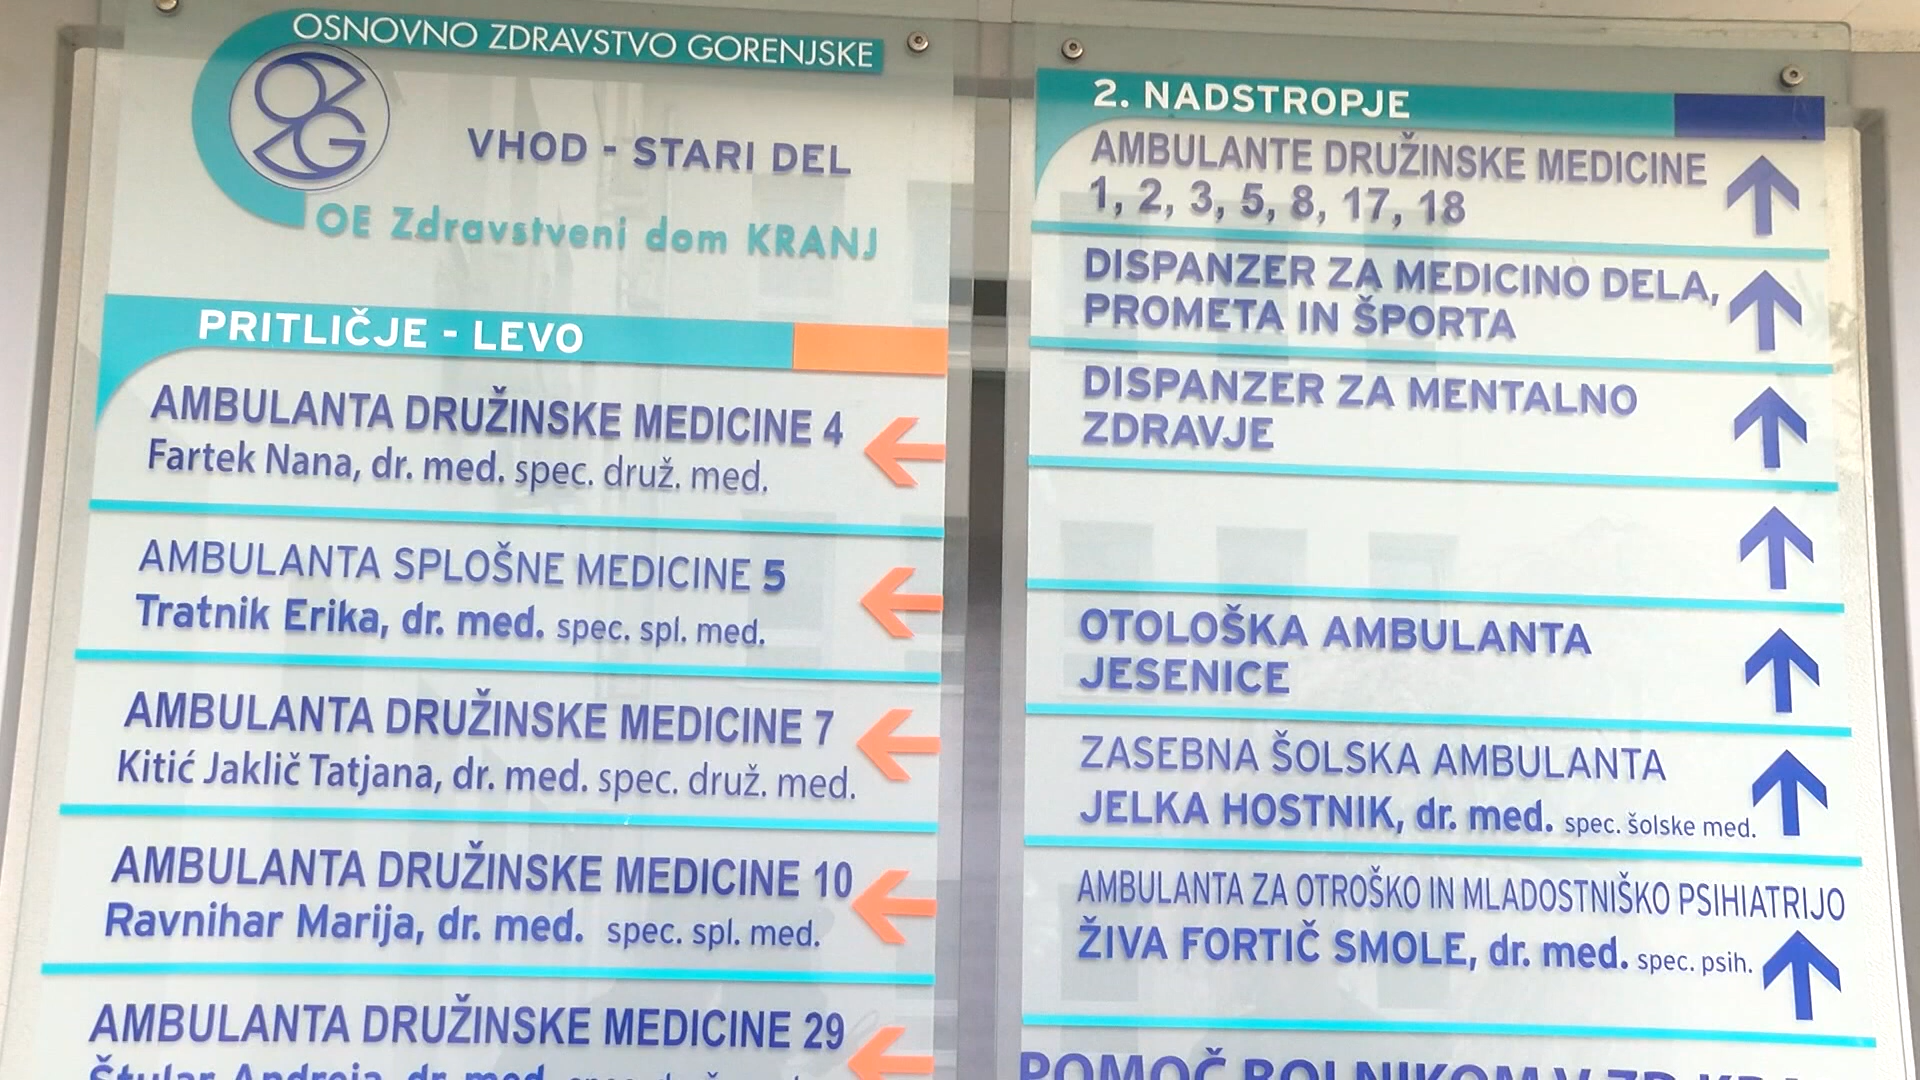 OSNOVNO ZDRAVSTVO GORENJSKE
OZG
VHOD - STARI DEL
OE Zdravstveni dom KRANJ
PRITLIČJE - LEVO
AMBULANTA DRUŽINSKE MEDICINE 4
Fartek Nana, dr. med. spec. druž. med.
AMBULANTA SPLOŠNE MEDICINE 5
Tratnik Erika, dr. med. spec. spl. med.
AMBULANTA DRUŽINSKE MEDICINE 7
Kitić Jaklič Tatjana, dr. med. spec. druž. med.
AMBULANTA DRUŽINSKE MEDICINE 10
Ravnihar Marija, dr. med. spec. spl. med.
AMBULANTA DRUŽINSKE MEDICINE 29
Štular Andreja, dr. med.
2. NADSTROPJE
AMBULANTE DRUŽINSKE MEDICINE
1, 2, 3, 5, 8, 17, 18
DISPANZER ZA MEDICINO DELA,
PROMETA IN ŠPORTA
DISPANZER ZA MENTALNO
ZDRAVJE
OTOLOŠKA AMBULANTA
JESENICE
ZASEBNA ŠOLSKA AMBULANTA
JELKA HOSTNIK, dr. med. spec. šolske med.
AMBULANTA ZA OTROŠKO IN MLADOSTNIŠKO PSIHIATRIJO
ŽIVA FORTIČ SMOLE, dr. med. spec. psih.
POMOČ BOLNIKOM V ZD